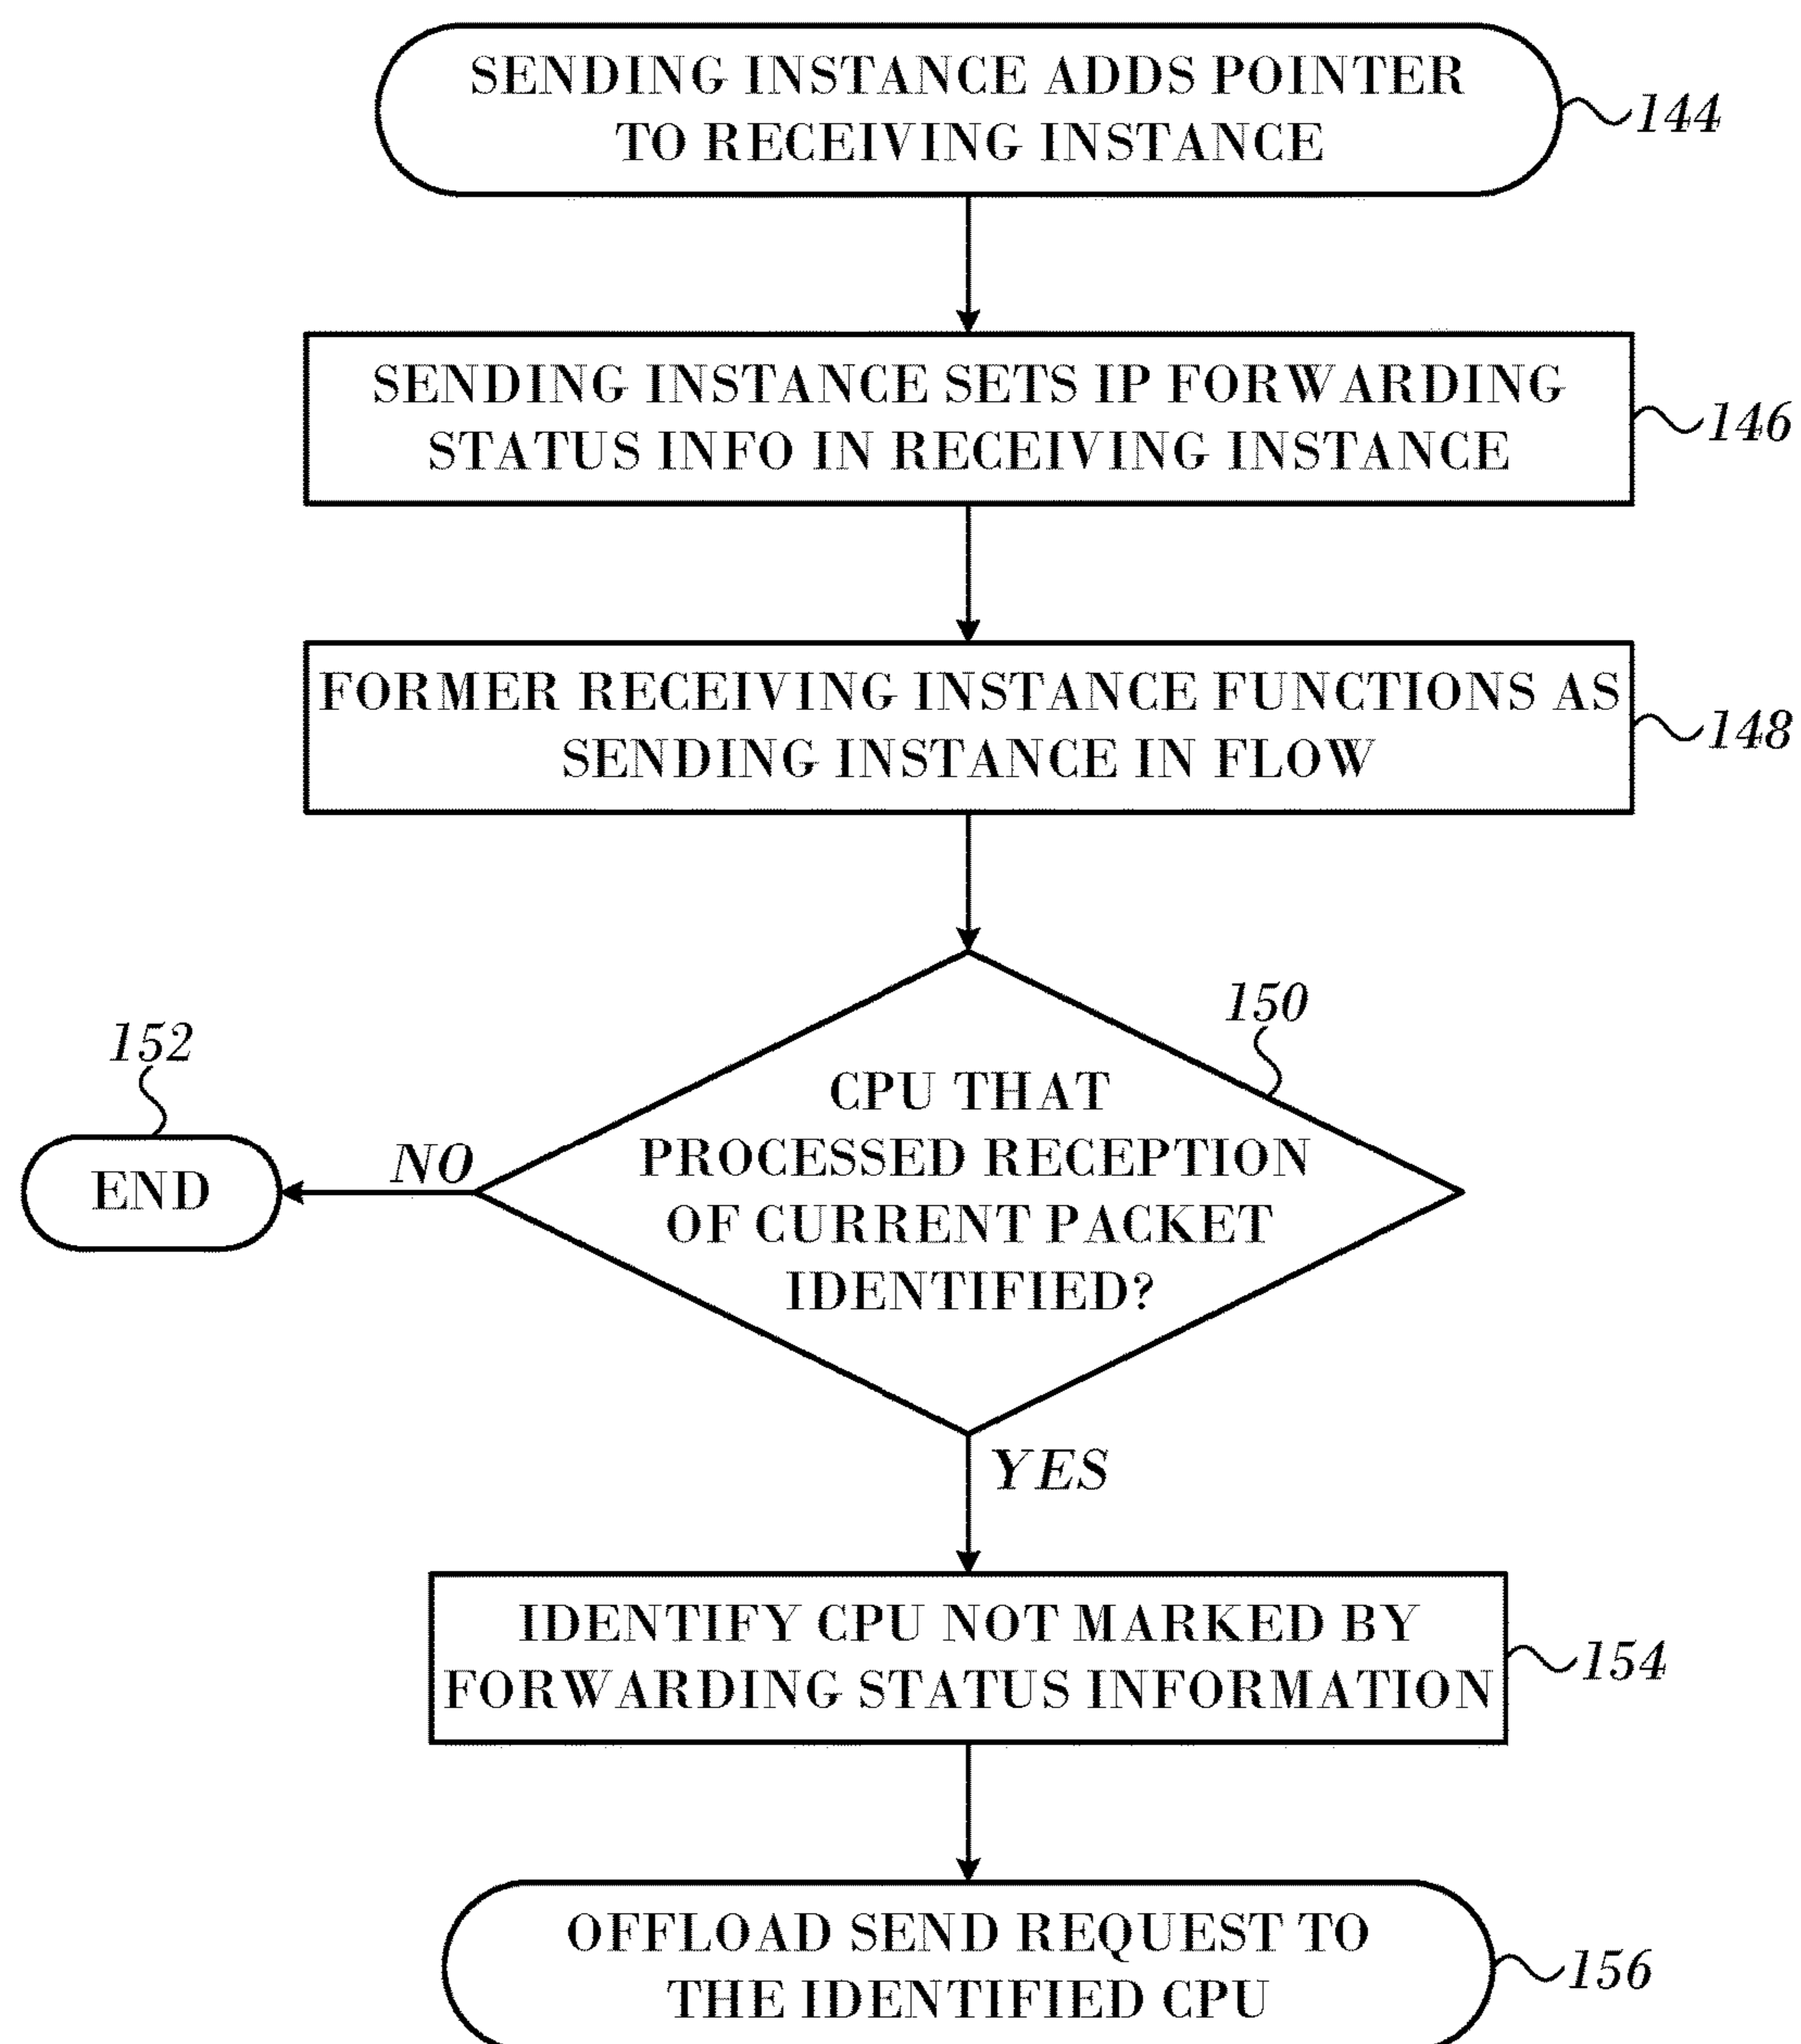 SENDING INSTANCE ADDS POINTER
TO RECEIVING INSTANCE
144
SENDING INSTANCE SETS IP FORWARDING
STATUS INFO IN RECEIVING INSTANCE
146
FORMER RECEIVING INSTANCE FUNCTIONS AS
SENDING INSTANCE IN FLOW
148
150
CPU THAT
PROCESSED RECEPTION
OF CURRENT PACKET
IDENTIFIED?
152
NO
END
YES
IDENTIFY CPU NOT MARKED BY
FORWARDING STATUS INFORMATION
154
OFFLOAD SEND REQUEST TO
THE IDENTIFIED CPU
156